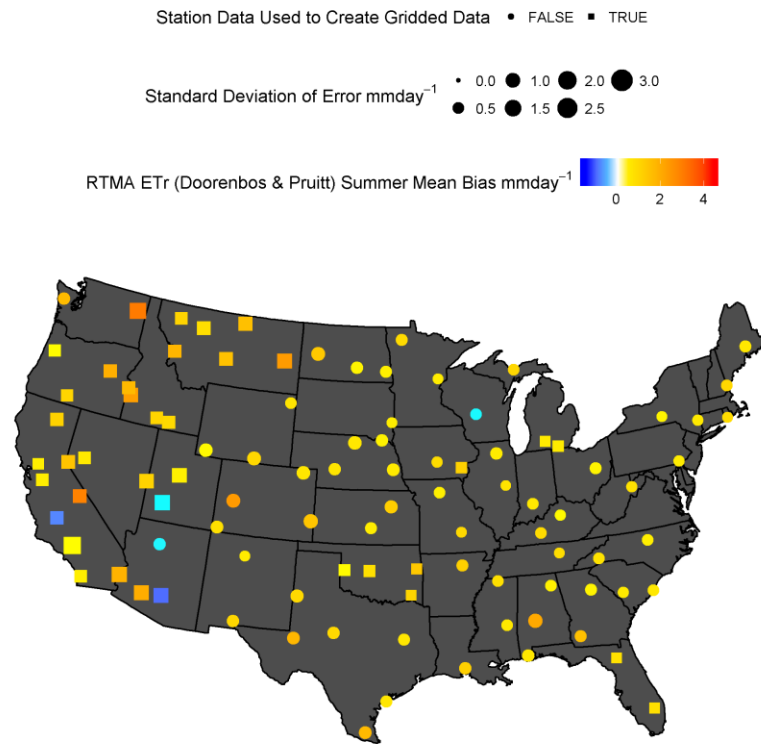 Station Data Used to Create Gridded Data FALSE TRUE
Standard Deviation of Error mmday⁻¹
0.0 1.0 2.0 3.0
0.5 1.5 2.5
RTMA ETr (Doorenbos & Pruitt) Summer Mean Bias mmday⁻¹
0 2 4